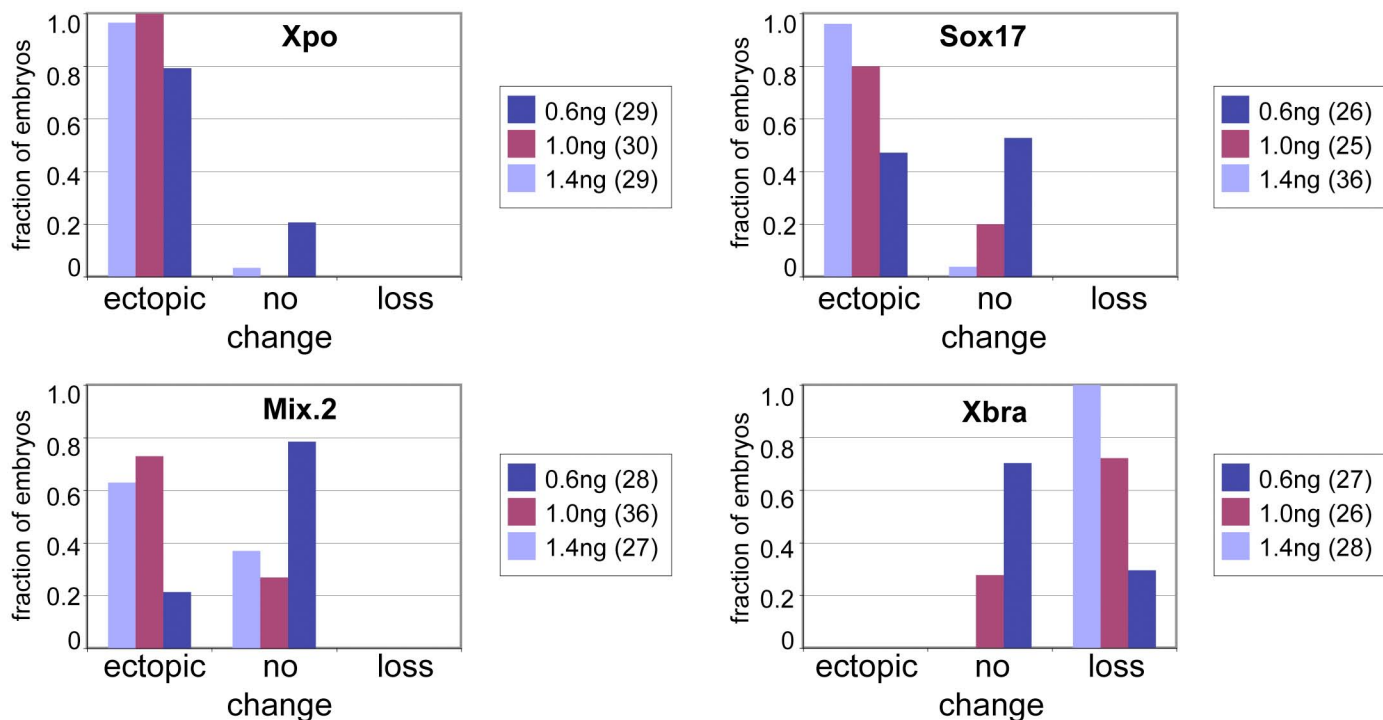 Xpo
fraction of embryos
1.0
0.8
0.6
0.4
0.2
0
ectopic no loss
change
0.6ng (29)
1.0ng (30)
1.4ng (29)
Sox17
fraction of embryos
1.0
0.8
0.6
0.4
0.2
0
ectopic no loss
change
0.6ng (26)
1.0ng (25)
1.4ng (36)
Mix.2
fraction of embryos
1.0
0.8
0.6
0.4
0.2
0
ectopic no loss
change
0.6ng (28)
1.0ng (36)
1.4ng (27)
Xbra
fraction of embryos
1.0
0.8
0.6
0.4
0.2
0
ectopic no loss
change
0.6ng (27)
1.0ng (26)
1.4ng (28)